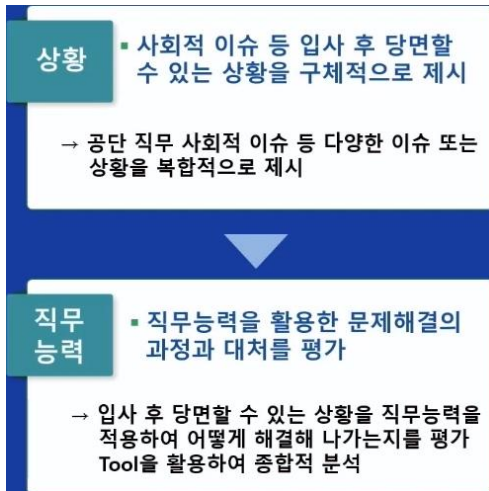 상황
▪ 사회적 이슈 등 입사 후 당면할
수 있는 상황을 구체적으로 제시
→ 공단 직무 사회적 이슈 등 다양한 이슈 또는
상황을 복합적으로 제시
직무
능력
▪ 직무능력을 활용한 문제해결의
과정과 대처를 평가
→ 입사 후 당면할 수 있는 상황을 직무능력을
적용하여 어떻게 해결해 나가는지를 평가
Tool을 활용하여 종합적 분석